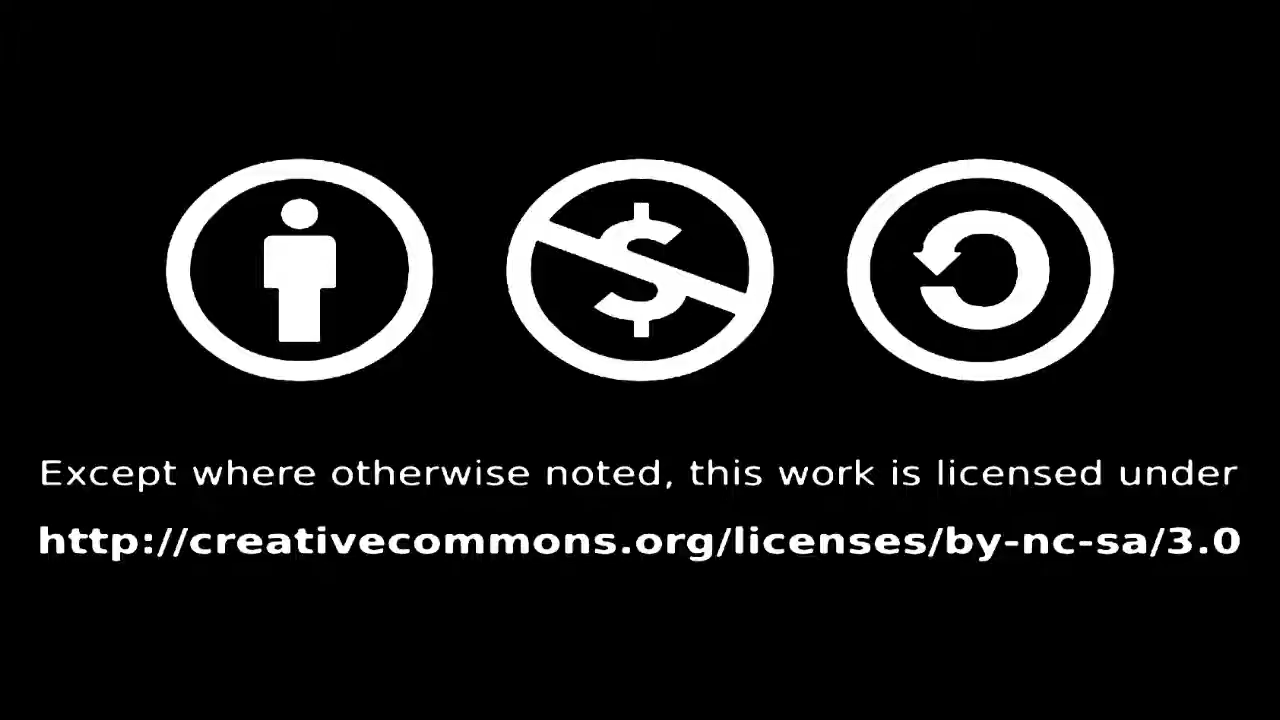 Except where otherwise noted, this work is licensed under
http://creativecommons.org/licenses/by-nc-sa/3.0